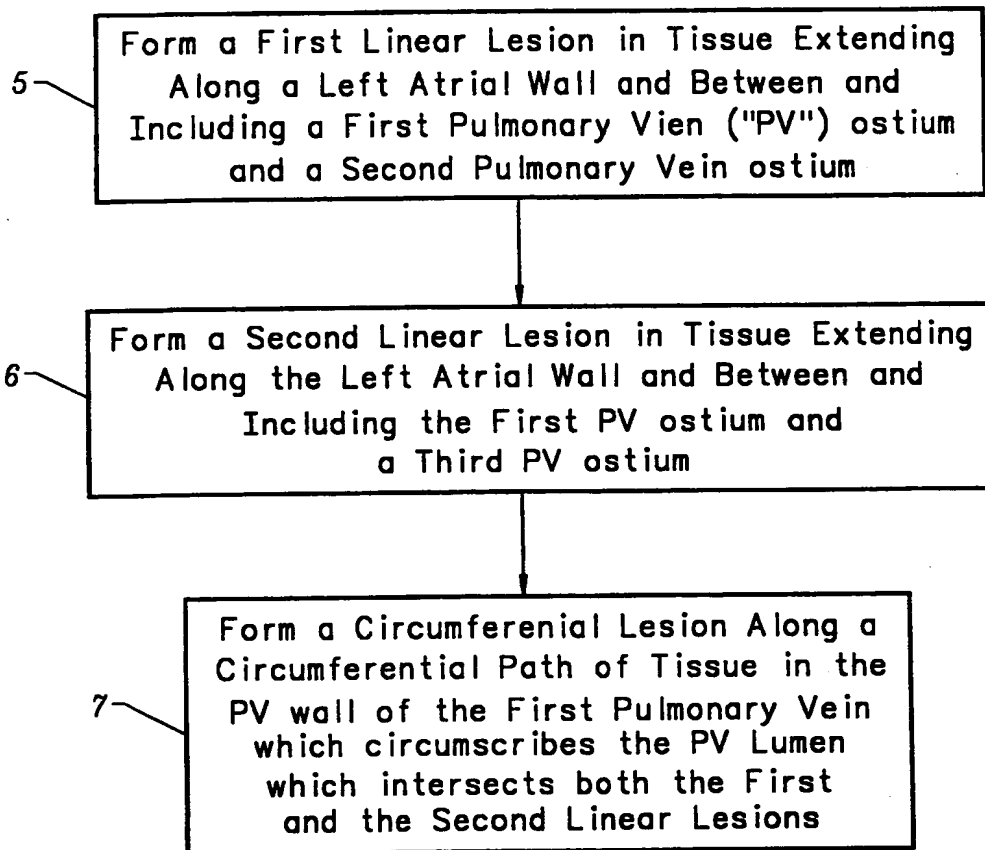 5
Form a First Linear Lesion in Tissue Extending
Along a Left Atrial Wall and Between and
Including a First Pulmonary Vien ("PV") ostium
and a Second Pulmonary Vein ostium
6
Form a Second Linear Lesion in Tissue Extending
Along the Left Atrial Wall and Between and
Including the First PV ostium and
a Third PV ostium
7
Form a Circumferenial Lesion Along a
Circumferential Path of Tissue in the
PV wall of the First Pulmonary Vein
which circumscribes the PV Lumen
which intersects both the First
and the Second Linear Lesions